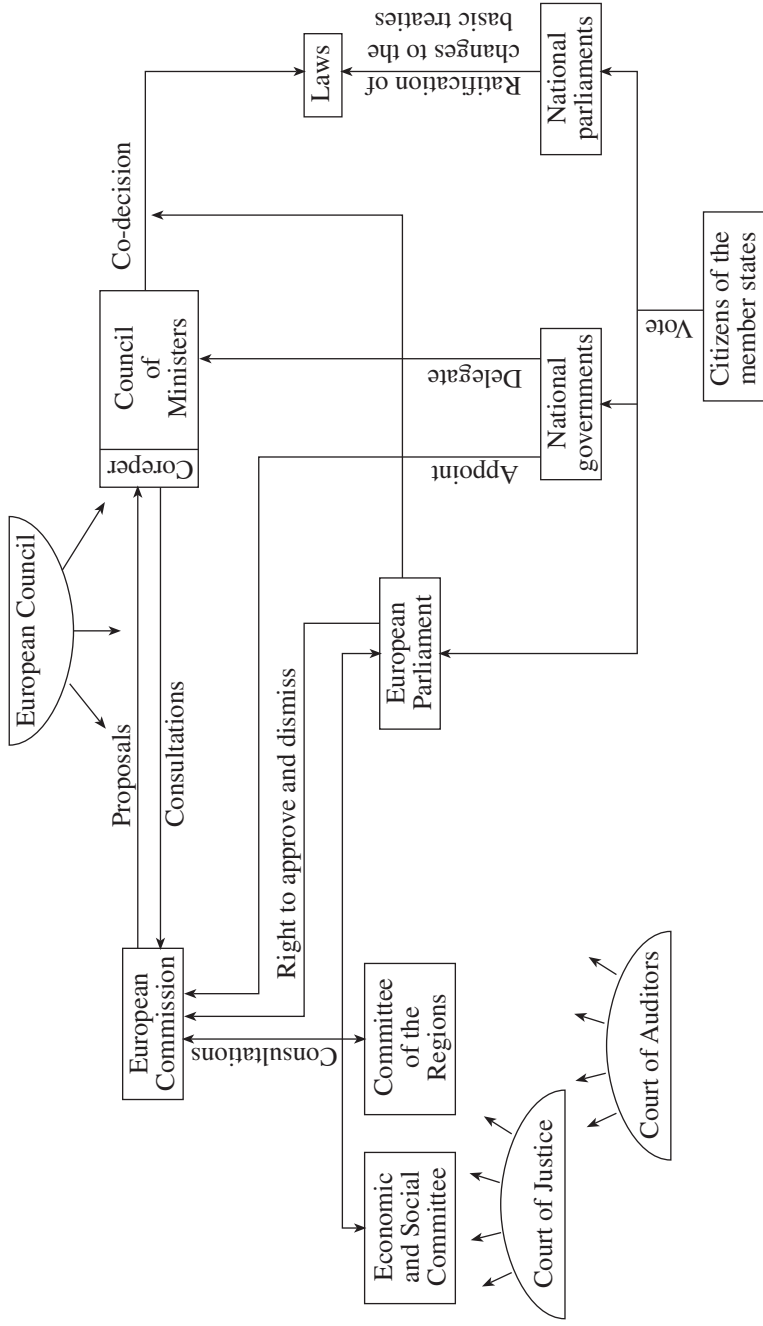 European Council
Proposals
Consultations
European
Commission
Coreper
Council
of
Ministers
Co-decision
Laws
Ratification of
changes to the
basic treaties
National
parliaments
Appoint
Delegate
National
governments
Right to approve and dismiss
European
Parliament
Consultations
Economic
and Social
Committee
Committee
of the
Regions
Court of Justice
Court of Auditors
Vote
Citizens of the
member states